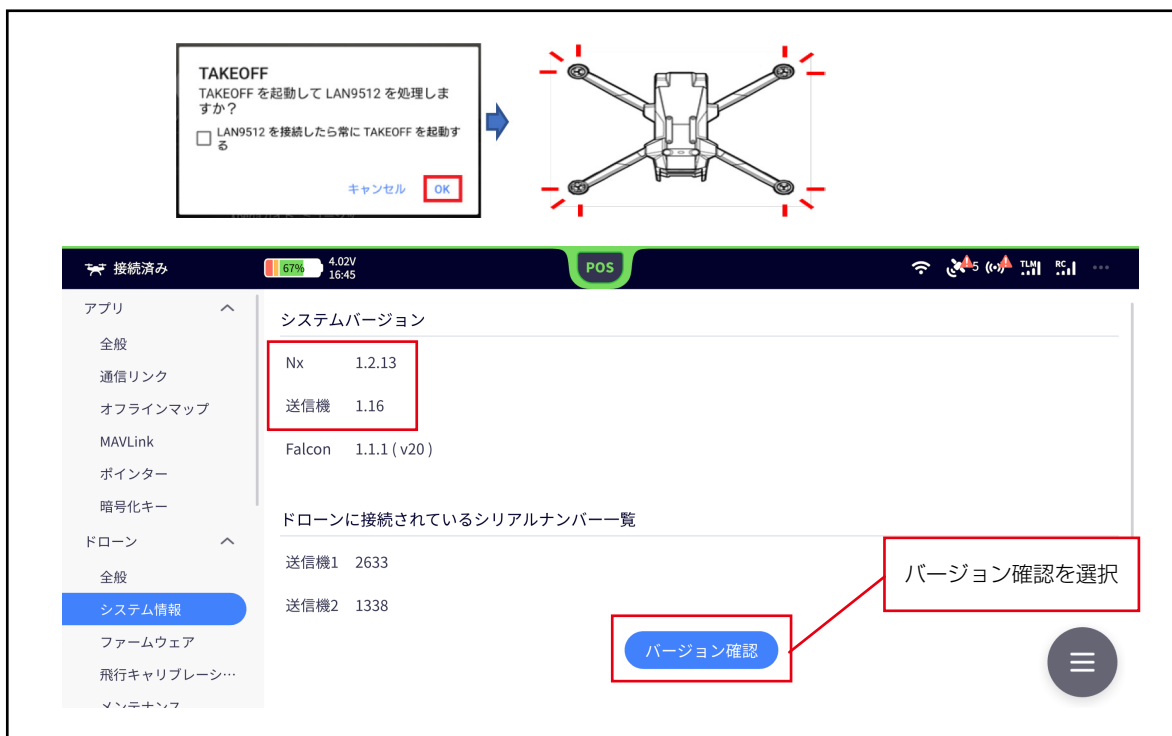 TAKEOFF
TAKEOFF を起動して LAN9512 を処理しま
すか?
LAN9512 を接続したら常に TAKEOFF を起動す
る
キャンセル OK
接続済み 67% 4.02V POS 5 TLM RC
16:45
アプリ
全般
通信リンク
オフラインマップ
MAVLink
ポインター
暗号化キー
ドローン
全般
システム情報
ファームウェア
飛行キャリブレーシ…
メンテナンス
システムバージョン
Nx 1.2.13
送信機 1.16
Falcon 1.1.1 ( v20 )
ドローンに接続されているシリアルナンバー一覧
送信機1 2633
送信機2 1338
バージョン確認
バージョン確認を選択